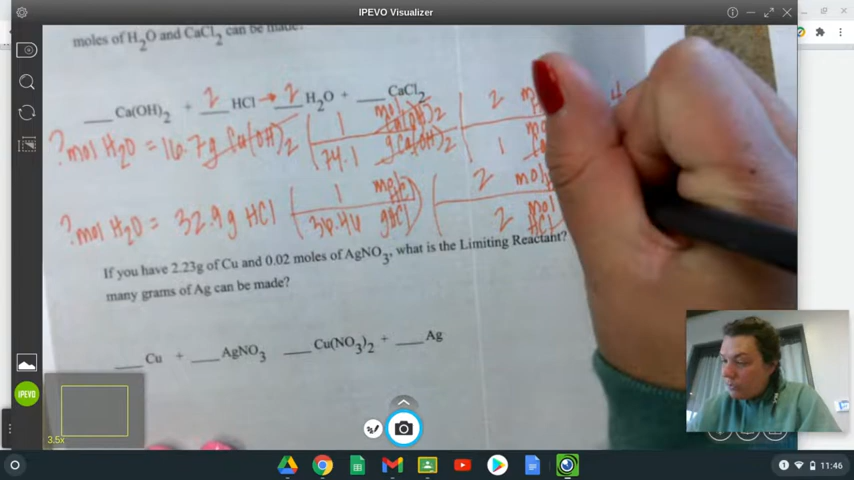 IPEVO Visualizer
moles of H₂O and CaCl₂ can be made?
___ Ca(OH)₂ + 2 HCl → 2 H₂O + ___ CaCl₂
? mol H₂O = 16.7g Ca(OH)₂ ( 1 mol Ca(OH)₂ / 74.1 g Ca(OH)₂ ( 2 / 1
? mol H₂O = 32.9g HCl ( 1 mol HCl / 36.46 g HCl ) ( 2 mol / 2 mol HCl
If you have 2.23g of Cu and 0.02 moles of AgNO₃, what is the Limiting Reactant?
many grams of Ag can be made?
___ Cu + ___ AgNO₃ ___ Cu(NO₃)₂ + ___ Ag
IPEVO
3.5x
1 11:46